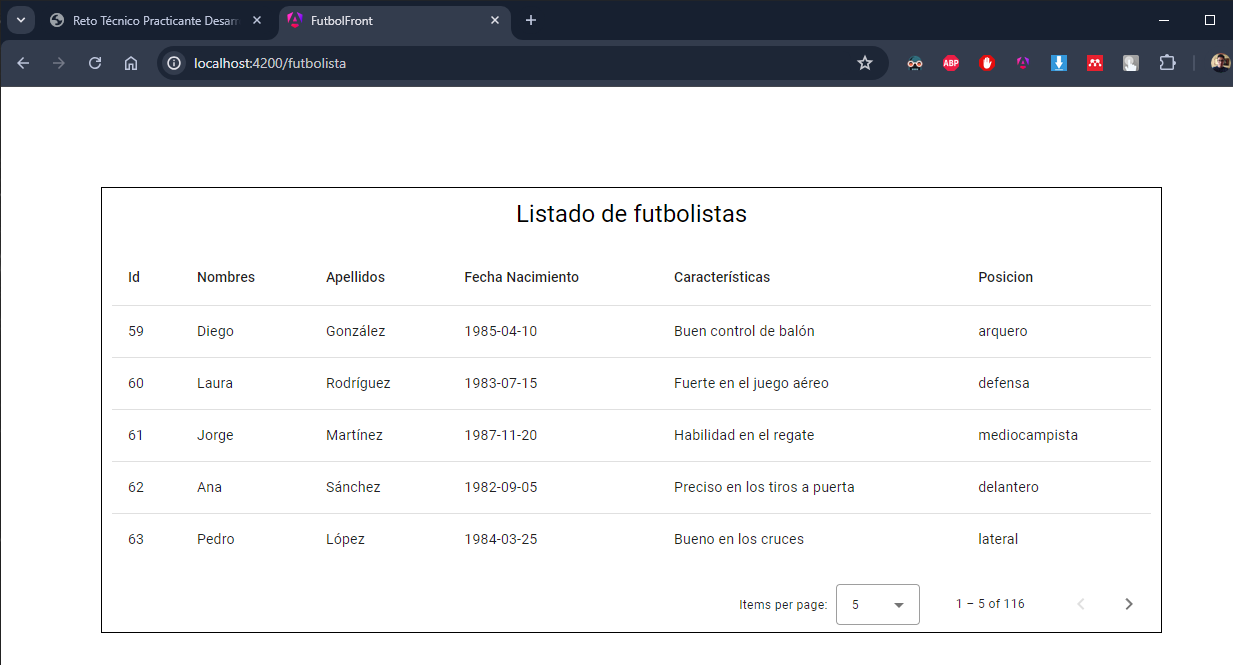 Reto Técnico Practicante Desarr
FutbolFront
localhost:4200/futbolista
ABP
Listado de futbolistas
Id Nombres Apellidos Fecha Nacimiento Características Posicion
59 Diego González 1985-04-10 Buen control de balón arquero
60 Laura Rodríguez 1983-07-15 Fuerte en el juego aéreo defensa
61 Jorge Martínez 1987-11-20 Habilidad en el regate mediocampista
62 Ana Sánchez 1982-09-05 Preciso en los tiros a puerta delantero
63 Pedro López 1984-03-25 Bueno en los cruces lateral
Items per page: 5 1 – 5 of 116